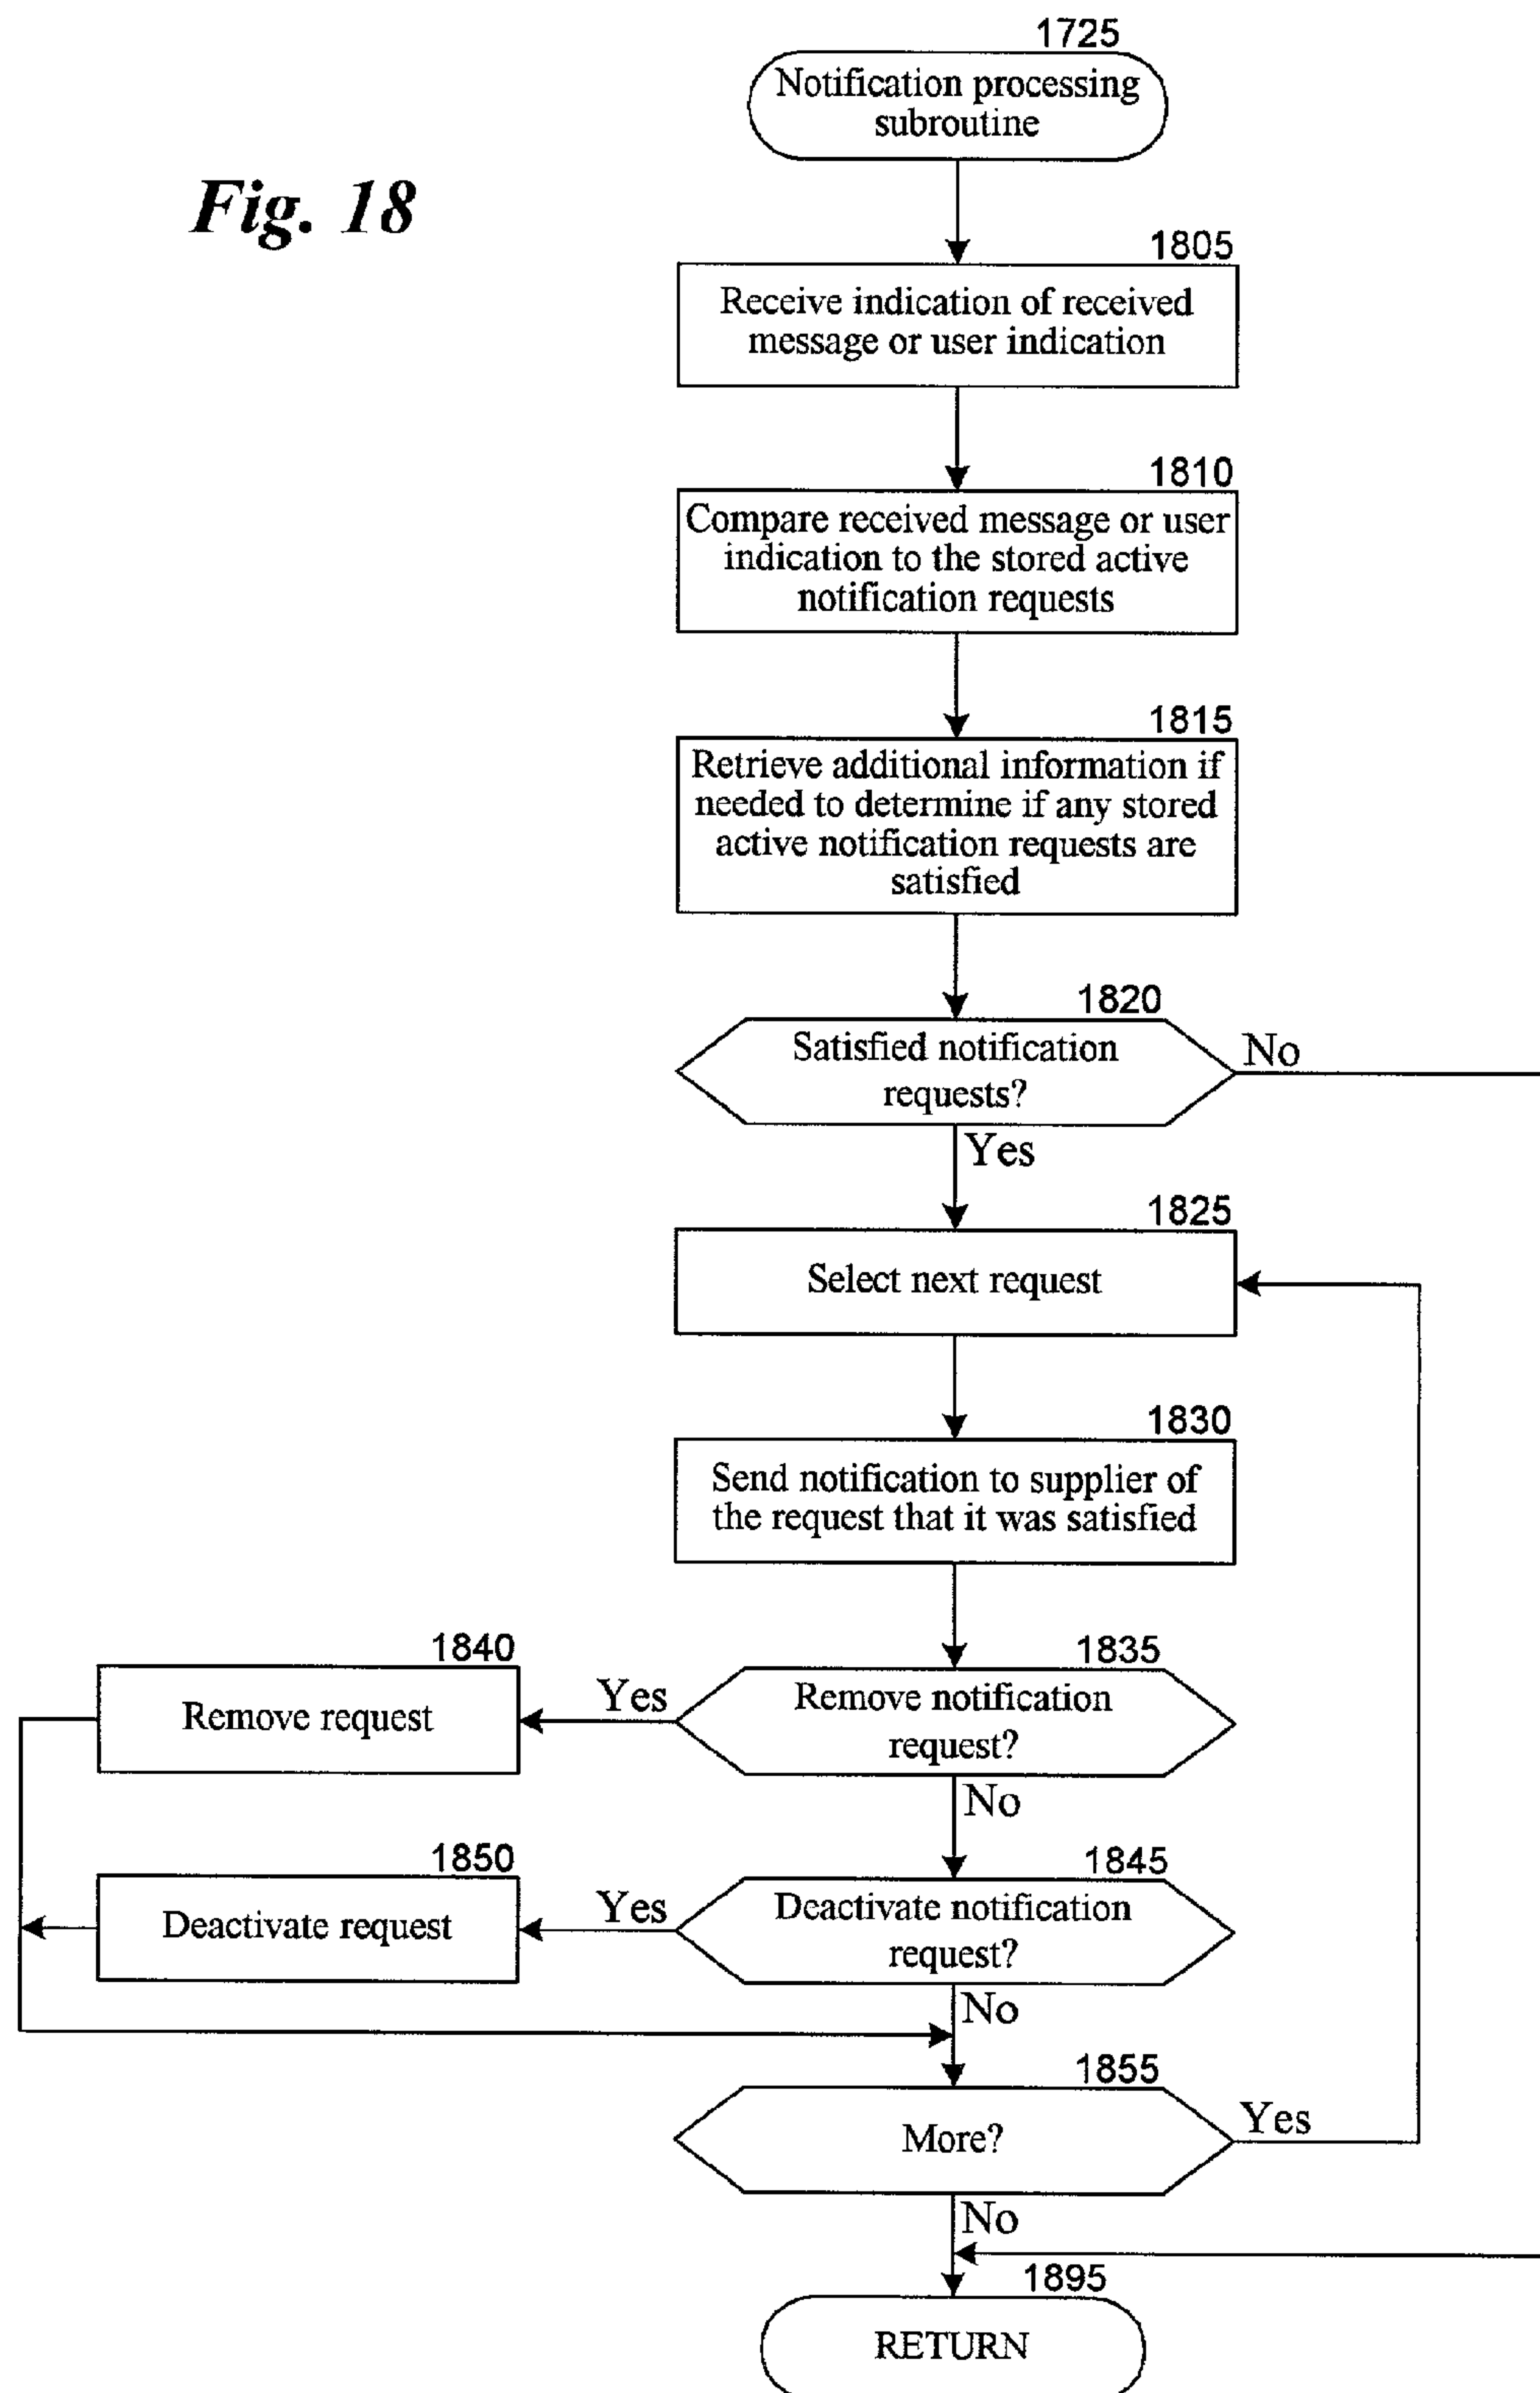 1725
Notification processing
subroutine
Fig. 18
1805
Receive indication of received
message or user indication
1810
Compare received message or user
indication to the stored active
notification requests
1815
Retrieve additional information if
needed to determine if any stored
active notification requests are
satisfied
1820
Satisfied notification
requests?
No
Yes
1825
Select next request
1830
Send notification to supplier of
the request that it was satisfied
1840
Remove request
Yes
1835
Remove notification
request?
No
1850
Deactivate request
Yes
1845
Deactivate notification
request?
No
1855
More?
Yes
No
1895
RETURN